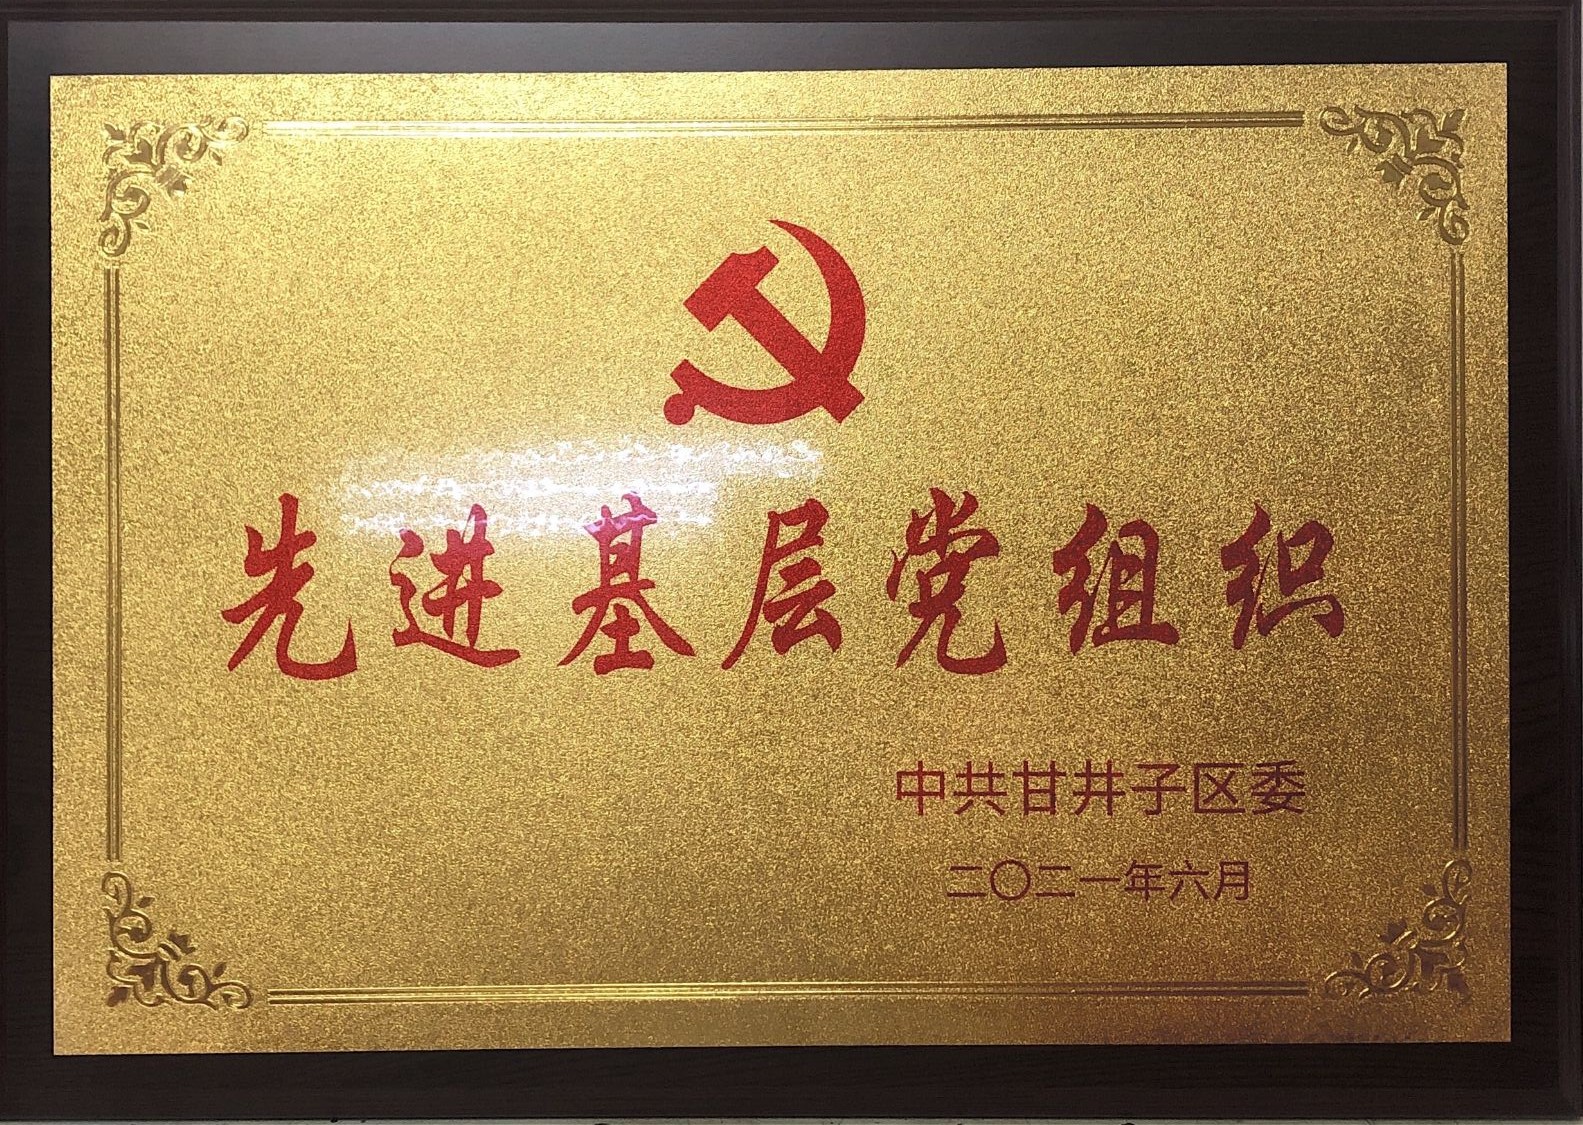 先进基层党组织
中共甘井子区委
二〇二一年六月